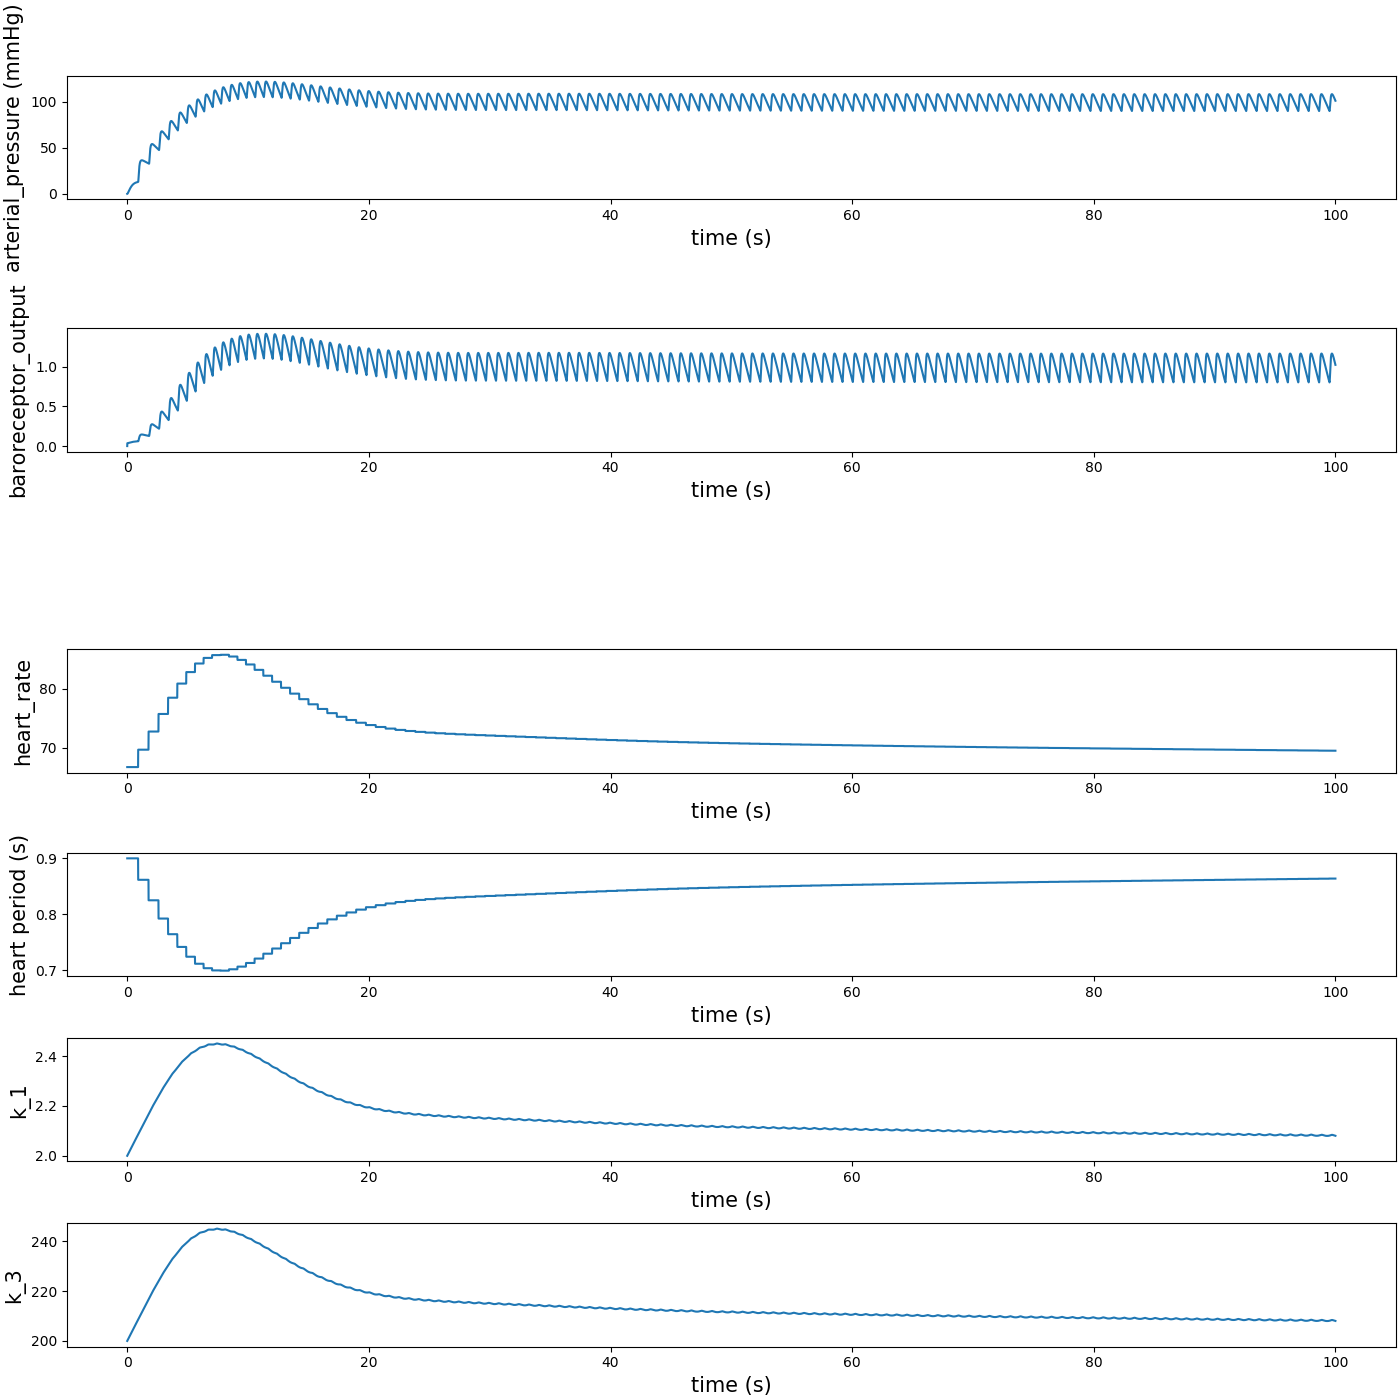 arterial_pressure (mmHg)
100
50
0
0 20 40 60 80 100
time (s)
baroreceptor_output
1.0
0.5
0.0
0 20 40 60 80 100
time (s)
heart_rate
80
70
0 20 40 60 80 100
time (s)
heart period (s)
0.9
0.8
0.7
0 20 40 60 80 100
time (s)
k_1
2.4
2.2
2.0
0 20 40 60 80 100
time (s)
k_3
240
220
200
0 20 40 60 80 100
time (s)